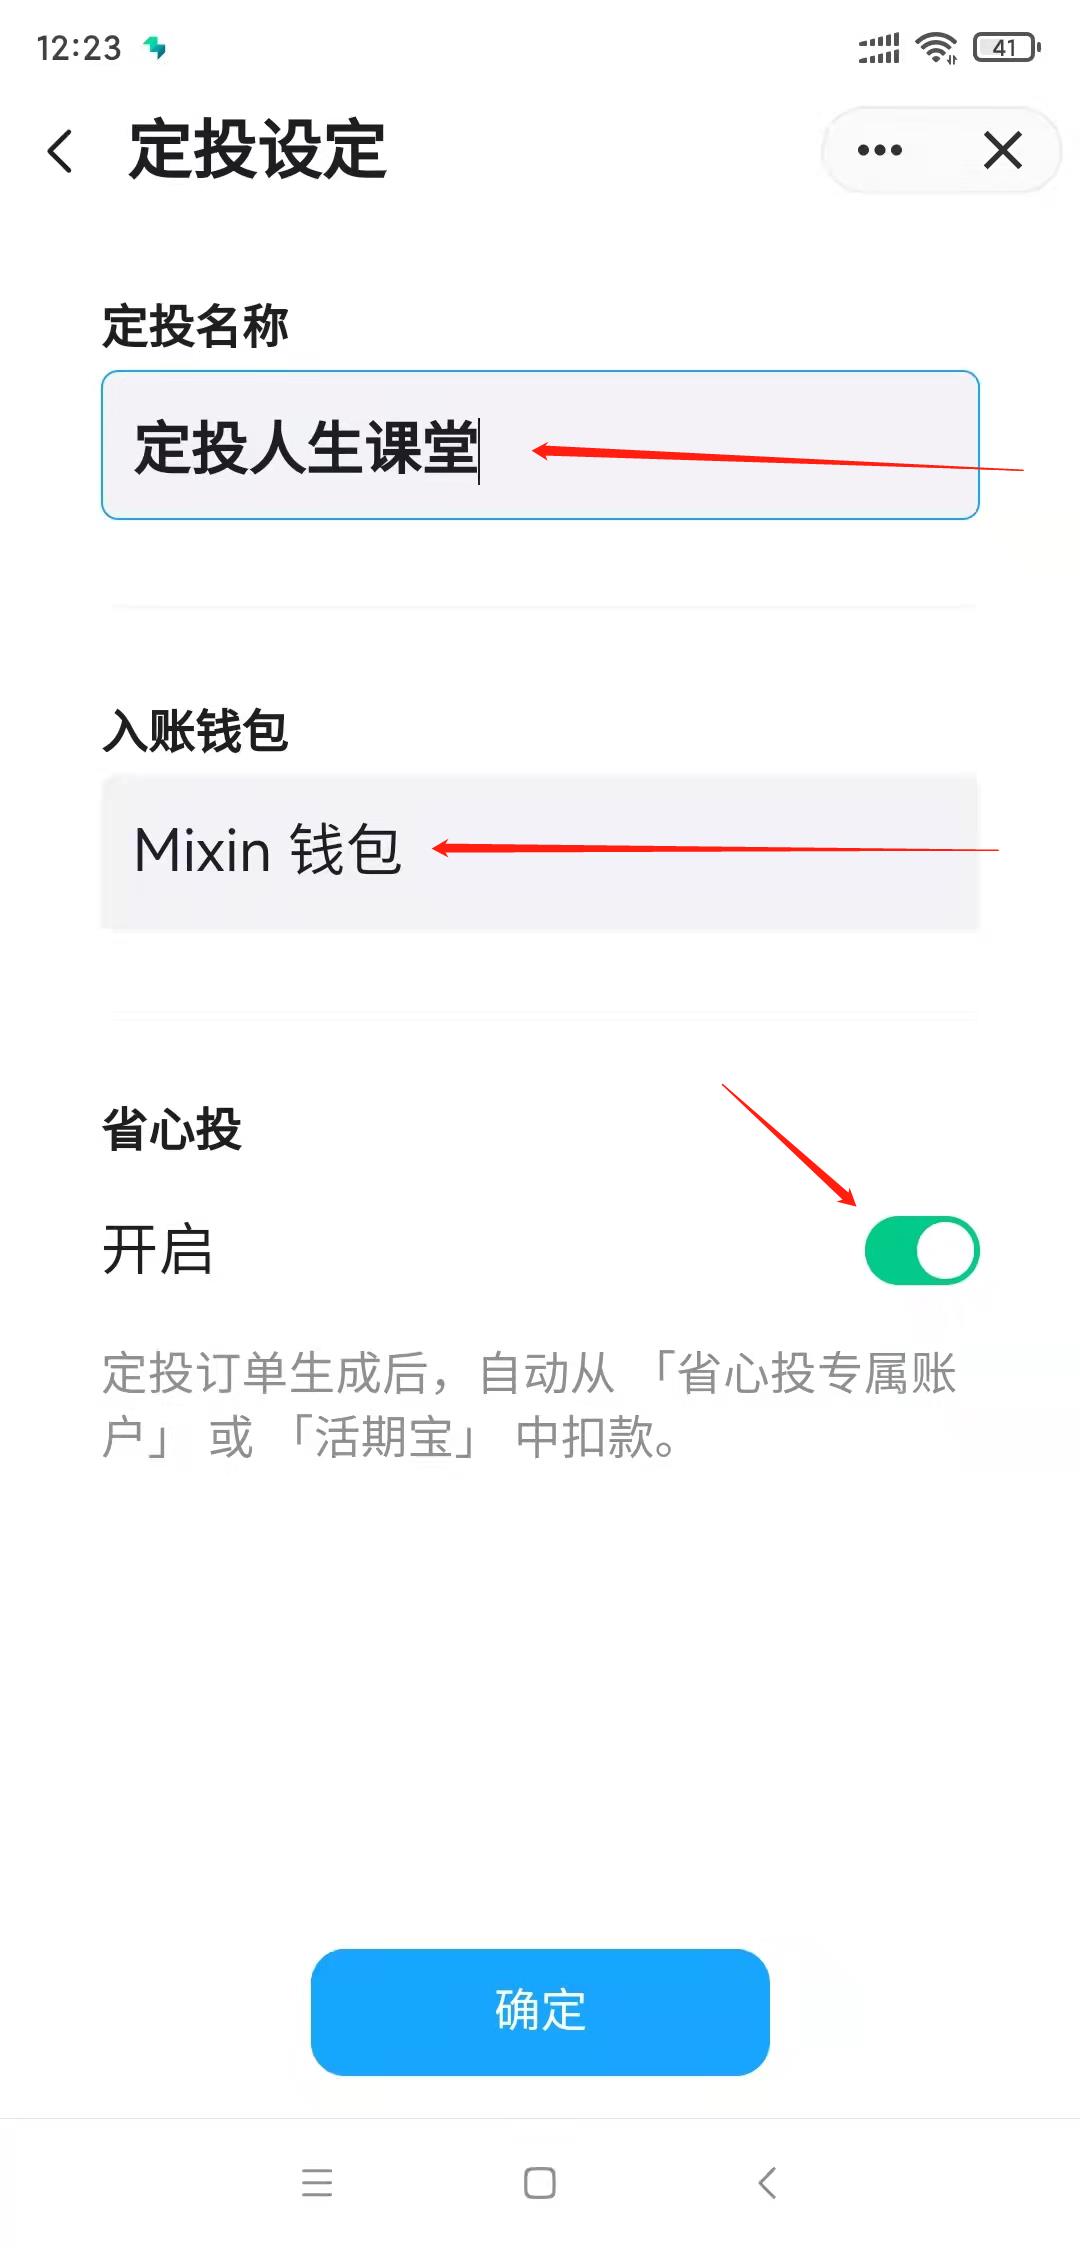 12:23
41
定投设定
定投名称
定投人生课堂
入账钱包
Mixin 钱包
省心投
开启
定投订单生成后，自动从「省心投专属账
户」或「活期宝」中扣款。
确定